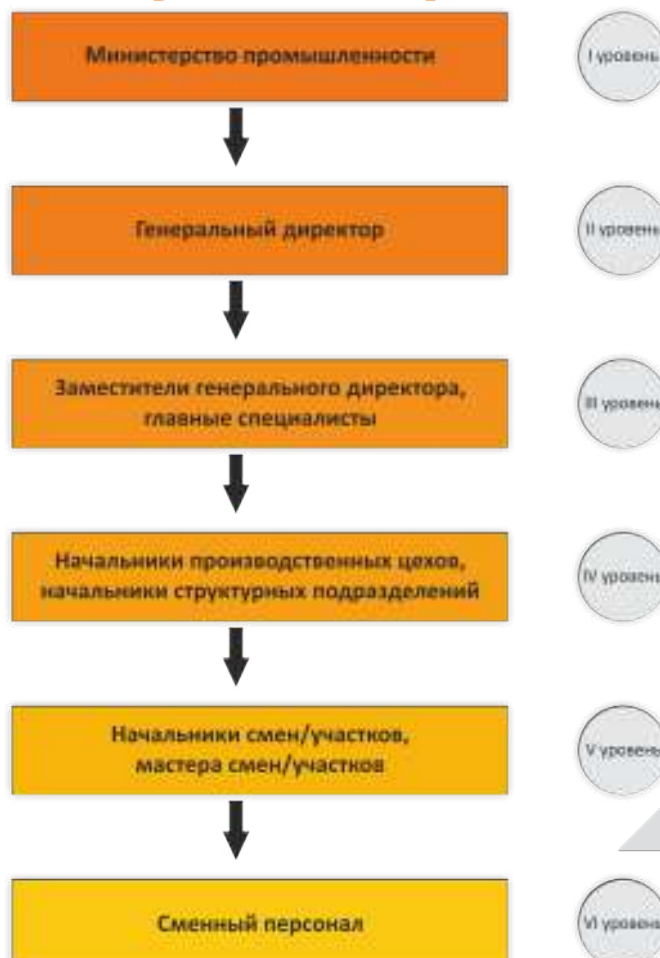 Министерство промышленности
I уровень
Генеральный директор
II уровень
Заместители генерального директора,
главные специалисты
III уровень
Начальники производственных цехов,
начальники структурных подразделений
IV уровень
Начальники смен/участков,
мастера смен/участков
V уровень
Сменный персонал
VI уровень